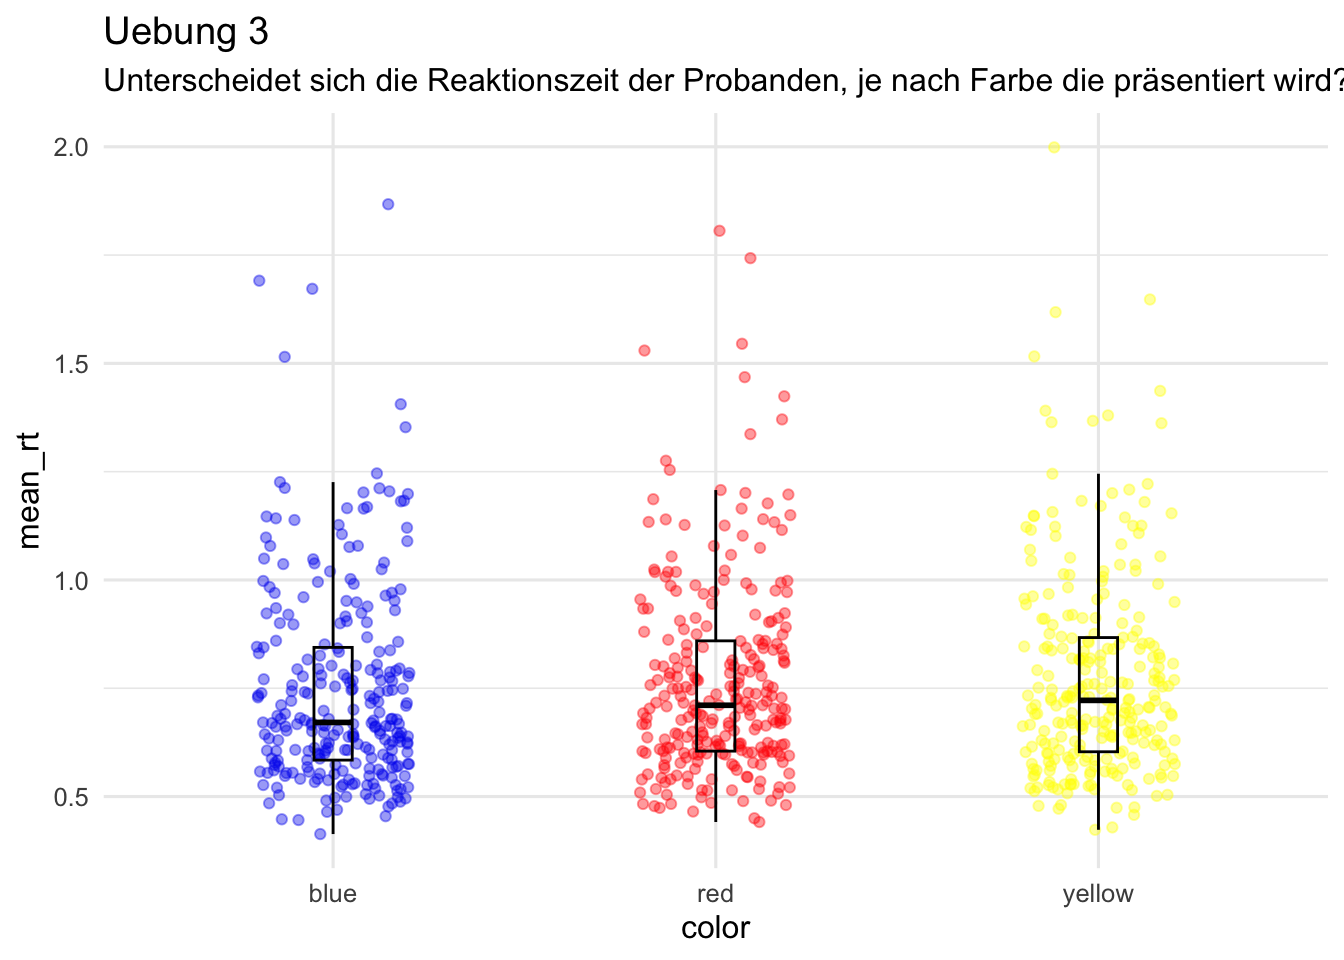 Uebung 3
Unterscheidet sich die Reaktionszeit der Probanden, je nach Farbe die präsentiert wird?
2.0
1.5
1.0
0.5
mean_rt
blue red yellow
color